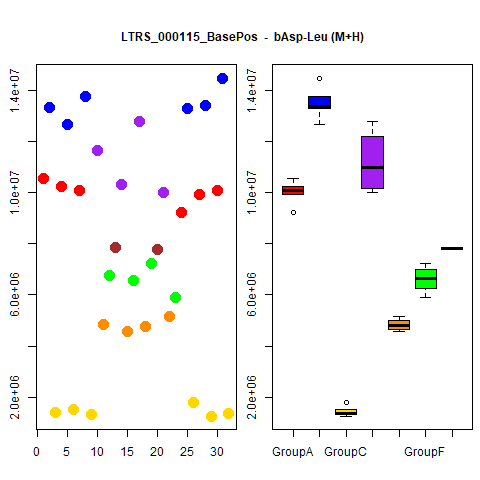 LTRS_000115_BasePos - bAsp-Leu (M+H)
1.4e+07
1.0e+07
6.0e+06
2.0e+06
0 5 10 15 20 25 30
1.4e+07
1.0e+07
6.0e+06
2.0e+06
GroupA GroupC GroupF